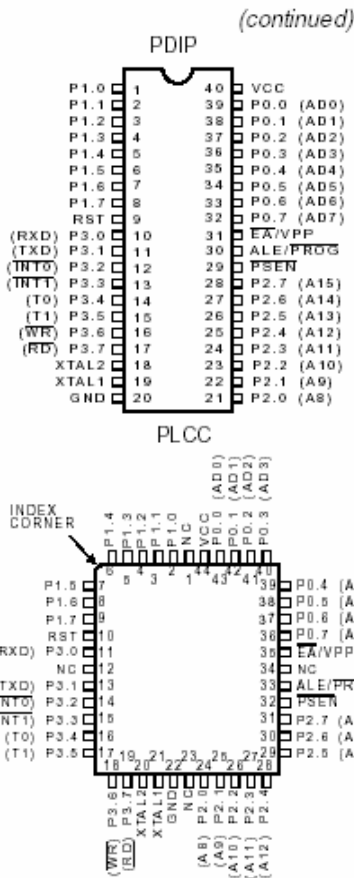 (continued)
PDIP
P1.0 1 40 VCC
P1.1 2 39 P0.0 (AD0)
P1.2 3 38 P0.1 (AD1)
P1.3 4 37 P0.2 (AD2)
P1.4 5 36 P0.3 (AD3)
P1.5 6 35 P0.4 (AD4)
P1.6 7 34 P0.5 (AD5)
P1.7 8 33 P0.6 (AD6)
RST 9 32 P0.7 (AD7)
(RXD) P3.0 10 31 EA/VPP
(TXD) P3.1 11 30 ALE/PROG
(INT0) P3.2 12 29 PSEN
(INT1) P3.3 13 28 P2.7 (A15)
(T0) P3.4 14 27 P2.6 (A14)
(T1) P3.5 15 26 P2.5 (A13)
(WR) P3.6 16 25 P2.4 (A12)
(RD) P3.7 17 24 P2.3 (A11)
XTAL2 18 23 P2.2 (A10)
XTAL1 19 22 P2.1 (A9)
GND 20 21 P2.0 (A8)
PLCC
INDEX
CORNER
P1.4 P1.3 P1.2 P1.1 P1.0 NC VCC P0.0 (AD0) P0.1 (AD1) P0.2 (AD2) P0.3 (AD3)
6 5 4 3 2 1 44 43 42 41 40
P1.5 7 39 P0.4 (A
P1.6 8 38 P0.5 (A
P1.7 9 37 P0.6 (A
RST 10 36 P0.7 (A
RXD) P3.0 11 35 EA/VPP
NC 12 34 NC
TXD) P3.1 13 33 ALE/PRO
INT0) P3.2 14 32 PSEN
INT1) P3.3 15 31 P2.7 (A
(T0) P3.4 16 30 P2.6 (A
(T1) P3.5 17 29 P2.5 (A
18 19 20 21 22 23 24 25 26 27 28
(WR) P3.6 (RD) P3.7 XTAL2 XTAL1 GND NC (A8) P2.0 (A9) P2.1 (A10) P2.2 (A11) P2.3 (A12) P2.4